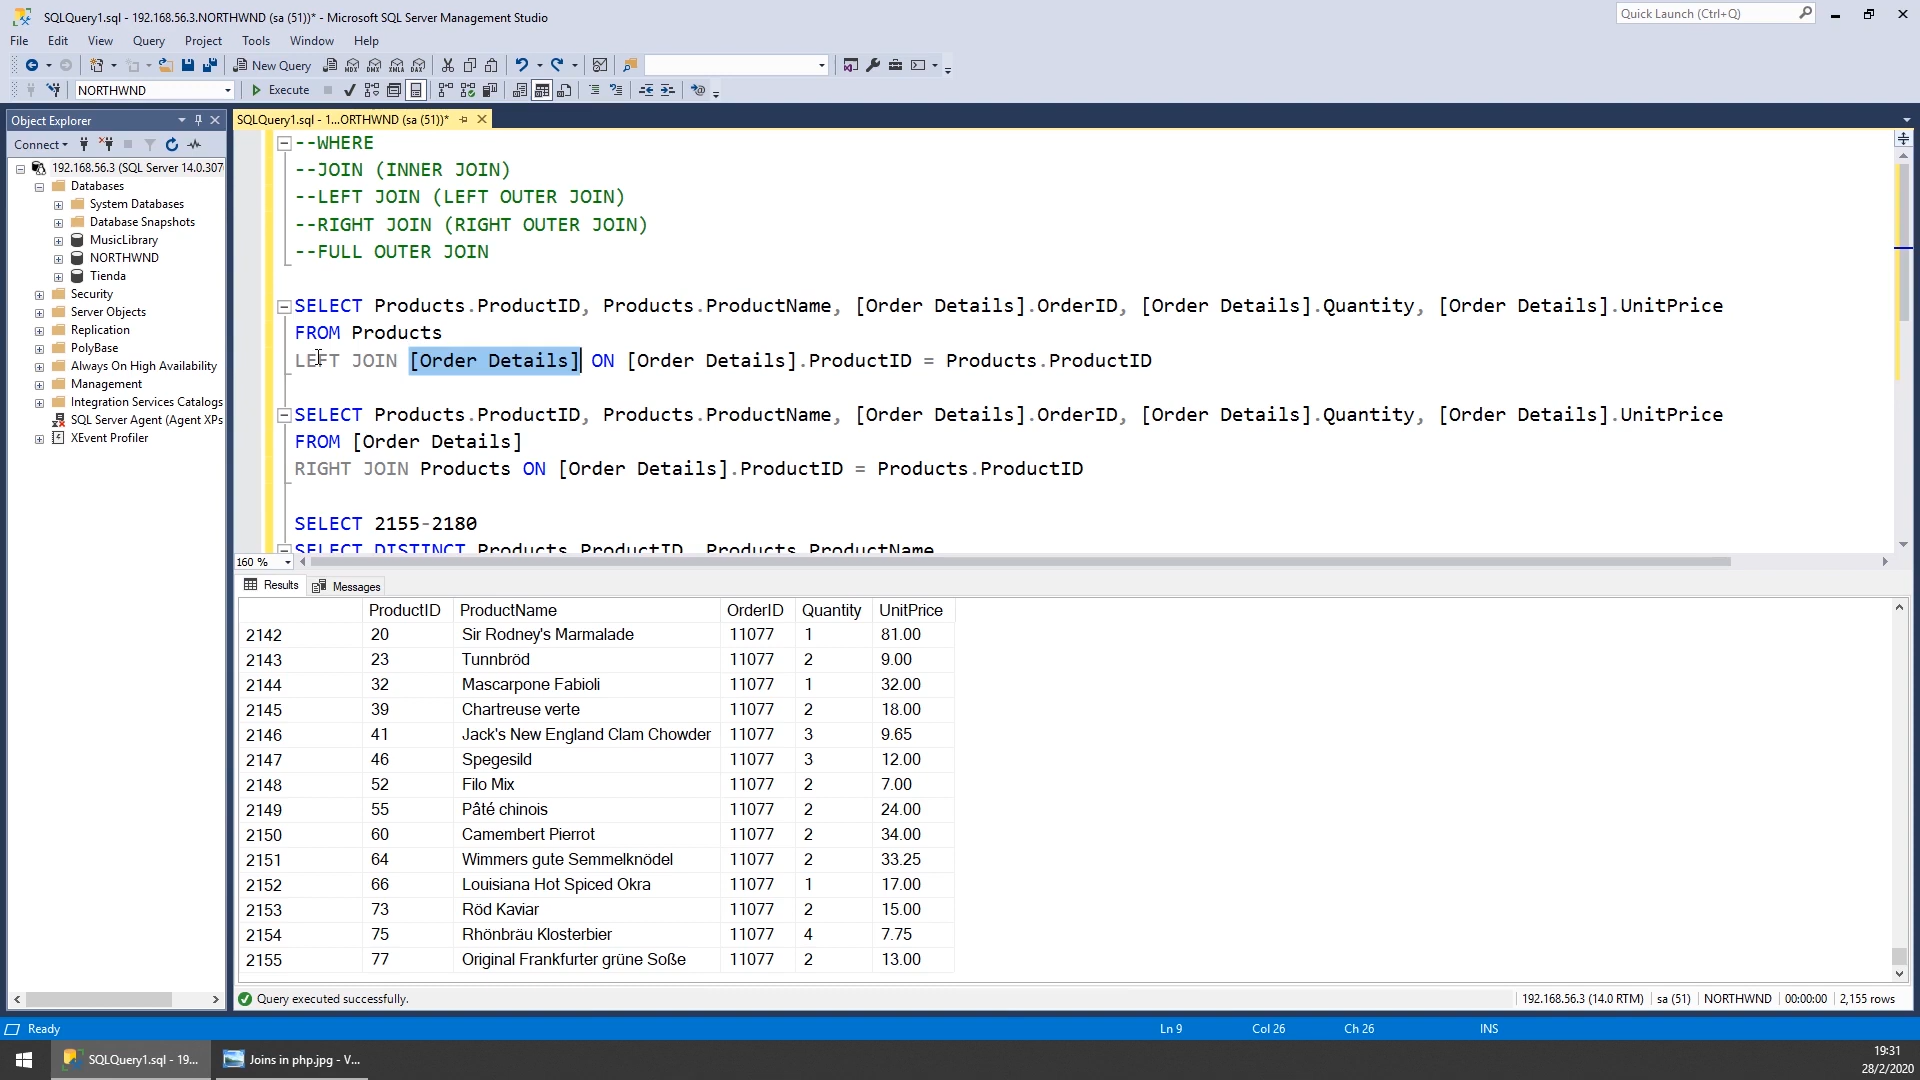 SQLQuery1.sql - 192.168.56.3.NORTHWND (sa (51))* - Microsoft SQL Server Management Studio
Quick Launch (Ctrl+Q)
File Edit View Query Project Tools Window Help
New Query
NORTHWND
Execute
Object Explorer
SQLQuery1.sql - 1...ORTHWND (sa (51))*
Connect
192.168.56.3 (SQL Server 14.0.307
Databases
System Databases
Database Snapshots
MusicLibrary
NORTHWND
Tienda
Security
Server Objects
Replication
PolyBase
Always On High Availability
Management
Integration Services Catalogs
SQL Server Agent (Agent XPs
XEvent Profiler
--WHERE
--JOIN (INNER JOIN)
--LEFT JOIN (LEFT OUTER JOIN)
--RIGHT JOIN (RIGHT OUTER JOIN)
--FULL OUTER JOIN
SELECT Products.ProductID, Products.ProductName, [Order Details].OrderID, [Order Details].Quantity, [Order Details].UnitPrice
FROM Products
LEFT JOIN [Order Details] ON [Order Details].ProductID = Products.ProductID
SELECT Products.ProductID, Products.ProductName, [Order Details].OrderID, [Order Details].Quantity, [Order Details].UnitPrice
FROM [Order Details]
RIGHT JOIN Products ON [Order Details].ProductID = Products.ProductID
SELECT 2155-2180
SELECT DISTINCT Products.ProductID, Products.ProductName
160 %
Results Messages
ProductID ProductName OrderID Quantity UnitPrice
2142 20 Sir Rodney's Marmalade 11077 1 81.00
2143 23 Tunnbröd 11077 2 9.00
2144 32 Mascarpone Fabioli 11077 1 32.00
2145 39 Chartreuse verte 11077 2 18.00
2146 41 Jack's New England Clam Chowder 11077 3 9.65
2147 46 Spegesild 11077 3 12.00
2148 52 Filo Mix 11077 2 7.00
2149 55 Pâté chinois 11077 2 24.00
2150 60 Camembert Pierrot 11077 2 34.00
2151 64 Wimmers gute Semmelknödel 11077 2 33.25
2152 66 Louisiana Hot Spiced Okra 11077 1 17.00
2153 73 Röd Kaviar 11077 2 15.00
2154 75 Rhönbräu Klosterbier 11077 4 7.75
2155 77 Original Frankfurter grüne Soße 11077 2 13.00
Query executed successfully.
192.168.56.3 (14.0 RTM) sa (51) NORTHWND 00:00:00 2,155 rows
Ready
Ln 9 Col 26 Ch 26 INS
SQLQuery1.sql - 19...
Joins in php.jpg - V...
19:31
28/2/2020